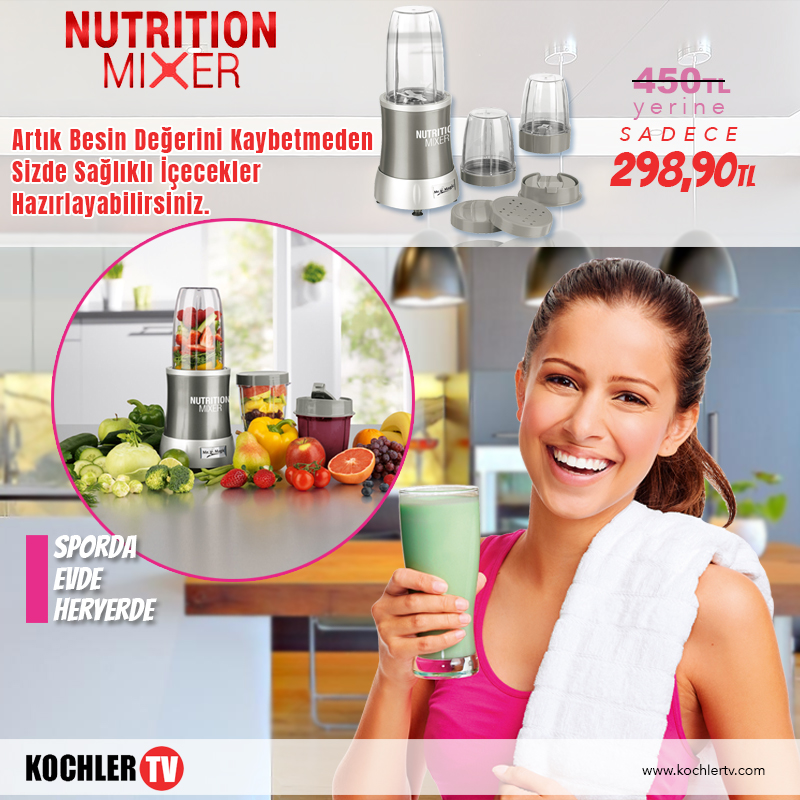 NUTRITION
MIXER
Artık Besin Değerini Kaybetmeden
Sizde Sağlıklı İçecekler
Hazırlayabilirsiniz.
NUTRITION
MIXER
450TL
yerine
SADECE
298,90TL
NUTRITION
MIXER
SPORDA
EVDE
HERYERDE
KOCHLER TV
www.kochlertv.com